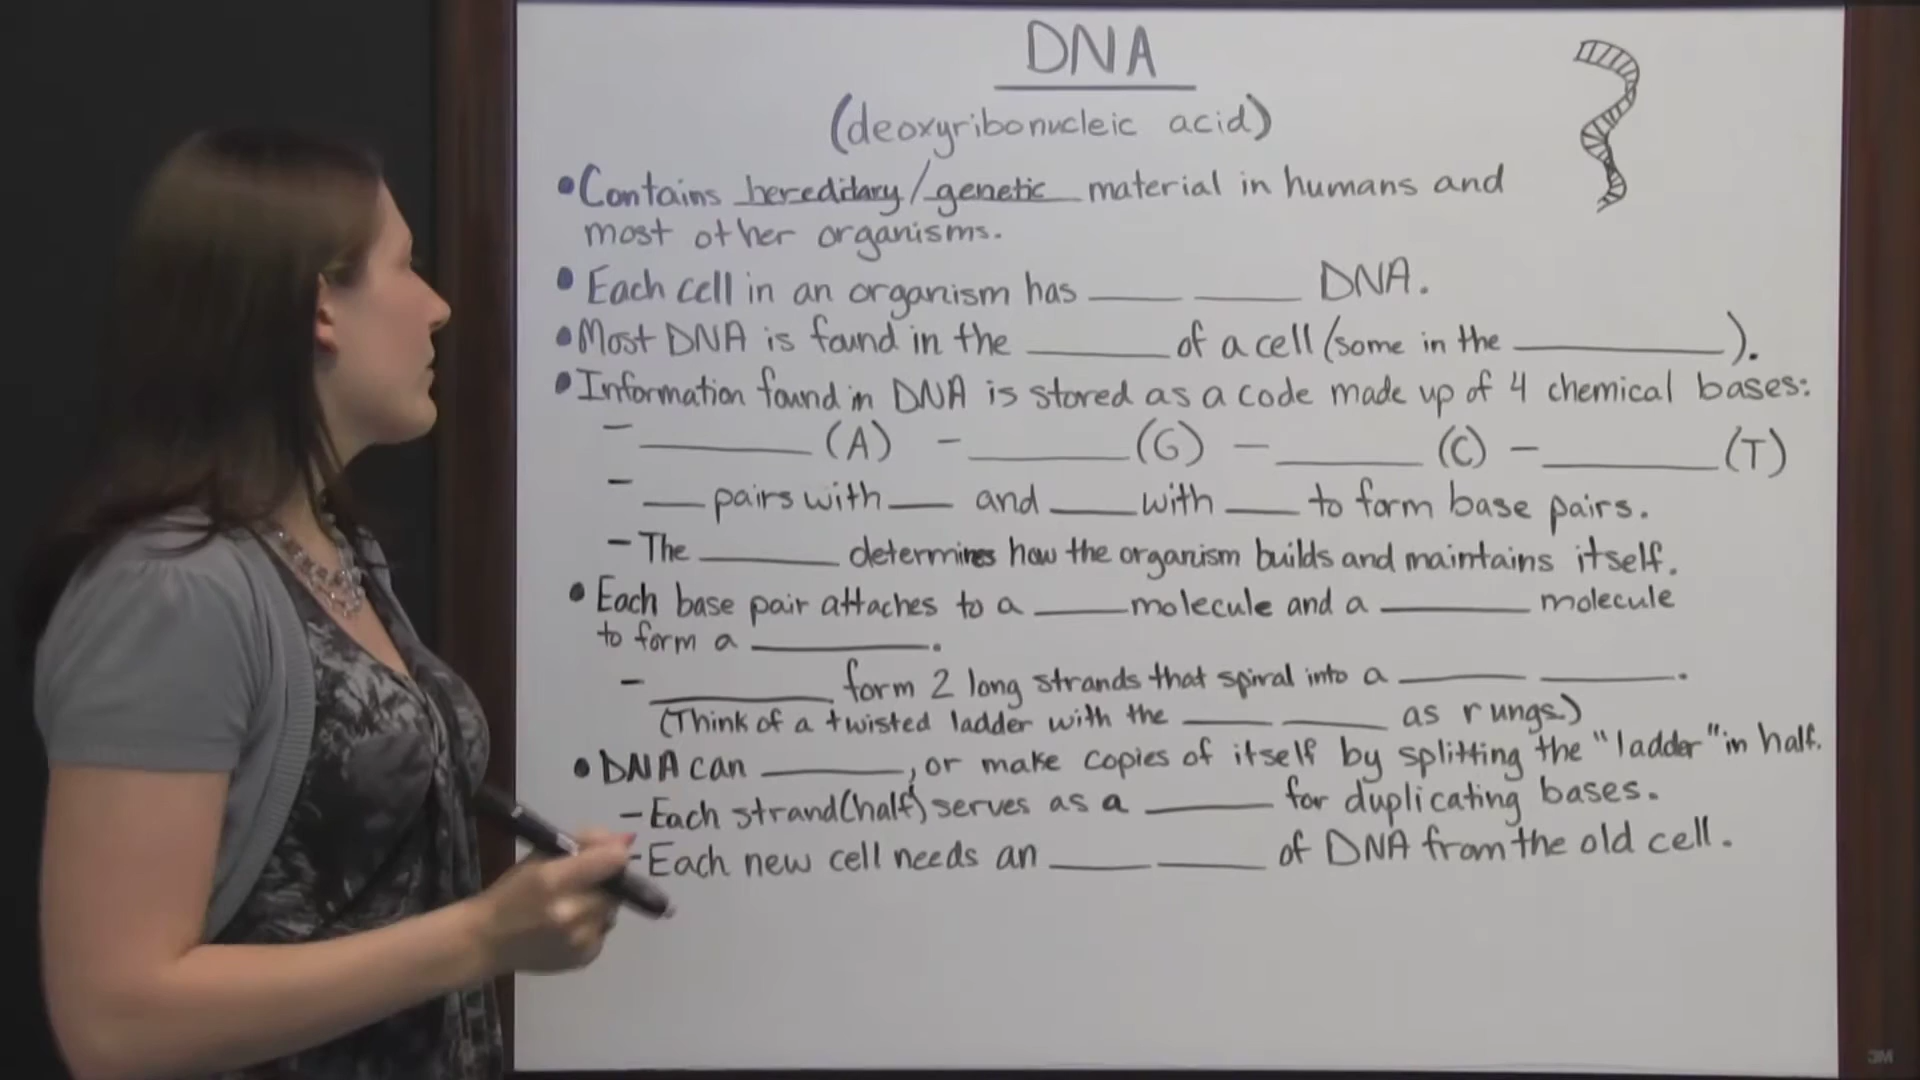 DNA
(deoxyribonucleic acid)
•Contains hereditary/genetic material in humans and
most other organisms.
• Each cell in an organism has ____ ____ DNA.
•Most DNA is found in the ____ of a cell (some in the ____).
•Information found in DNA is stored as a code made up of 4 chemical bases:
- ____ (A) - ____ (G) - ____ (C) - ____ (T)
- ____ pairs with ____ and ____ with ____ to form base pairs.
- The ____ determines how the organism builds and maintains itself.
• Each base pair attaches to a ____ molecule and a ____ molecule
to form a ____.
- ____ form 2 long strands that spiral into a ____ ____.
(Think of a twisted ladder with the ____ ____ as rungs.)
• DNA can ____, or make copies of itself by splitting the "ladder" in half.
- Each strand (half) serves as a ____ for duplicating bases.
- Each new cell needs an ____ ____ of DNA from the old cell.
3M